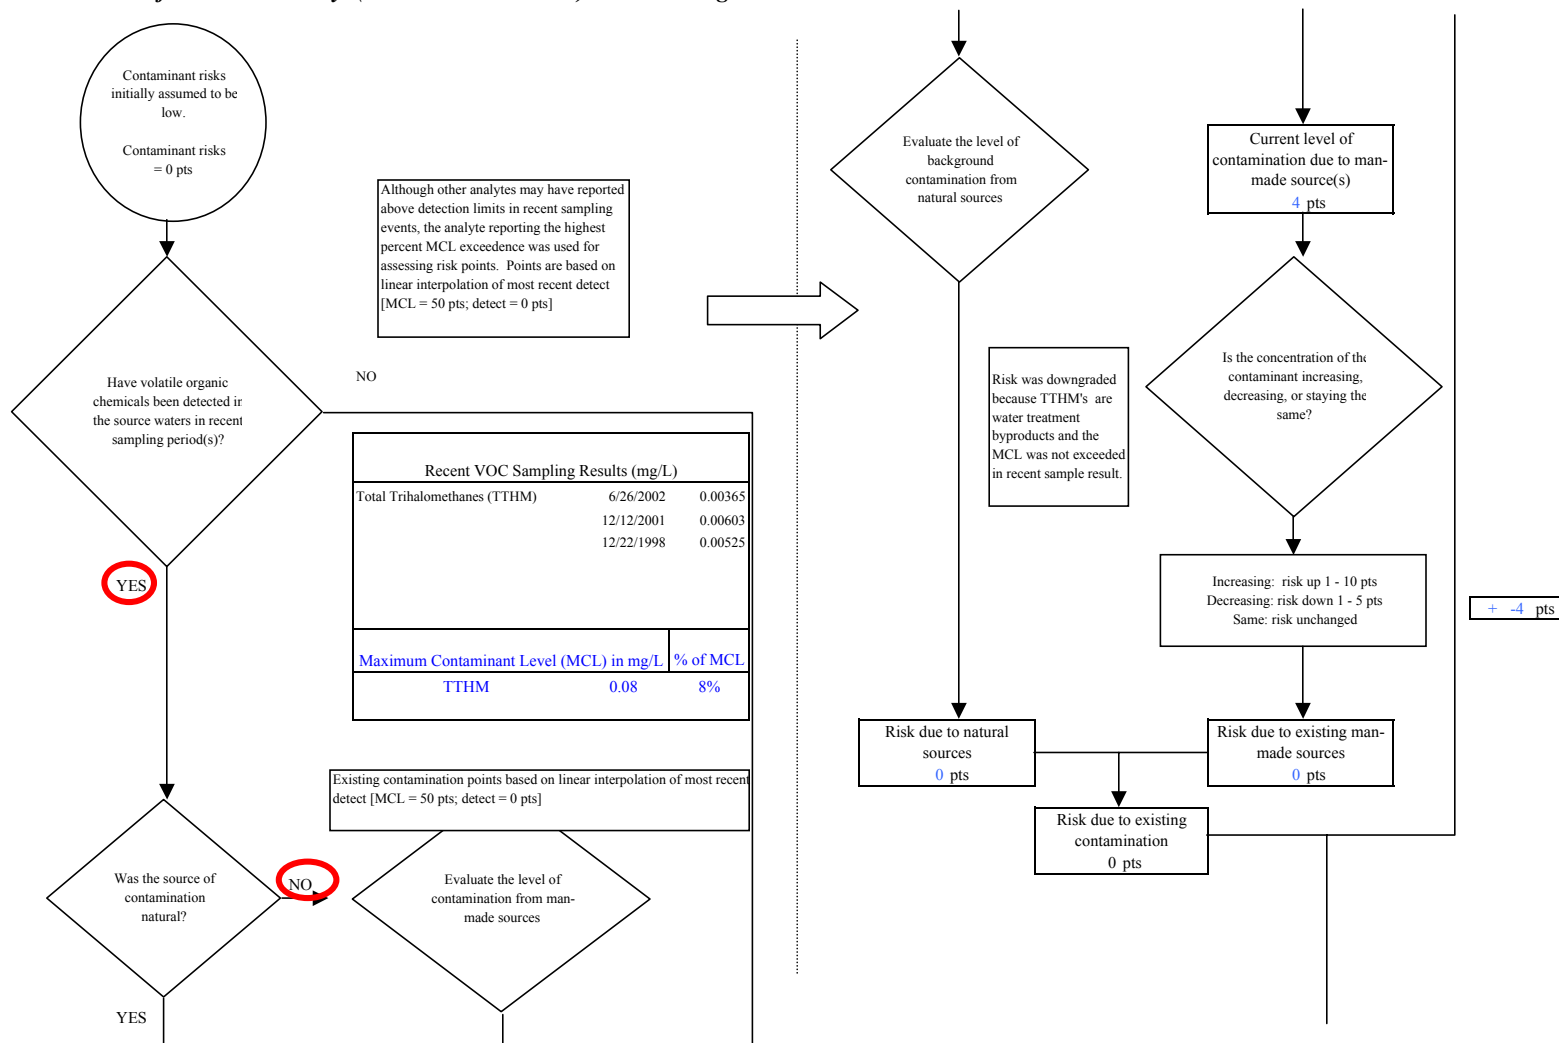 Contaminant risks
initially assumed to be
low.
Contaminant risks
= 0 pts
Although other analytes may have reported
above detection limits in recent sampling
events, the analyte reporting the highest
percent MCL exceedence was used for
assessing risk points.  Points are based on
linear interpolation of most recent detect
[MCL = 50 pts; detect = 0 pts]
NO
Have volatile organic
chemicals been detected in
the source waters in recent
sampling period(s)?
YES
Recent VOC Sampling Results (mg/L)
Total Trihalomethanes (TTHM) 6/26/2002 0.00365
12/12/2001 0.00603
12/22/1998 0.00525
Maximum Contaminant Level (MCL) in mg/L % of MCL
TTHM 0.08 8%
Existing contamination points based on linear interpolation of most recent
detect [MCL = 50 pts; detect = 0 pts]
Was the source of
contamination
natural?
NO
YES
Evaluate the level of
contamination from man-
made sources
Evaluate the level of
background
contamination from
natural sources
Current level of
contamination due to man-
made source(s)
4 pts
Risk was downgraded
because TTHM's  are
water treatment
byproducts and the
MCL was not exceeded
in recent sample result.
Is the concentration of the
contaminant increasing,
decreasing, or staying the
same?
Increasing:  risk up 1 - 10 pts
Decreasing: risk down 1 - 5 pts
Same: risk unchanged
+ -4 pts
Risk due to natural
sources
0 pts
Risk due to existing man-
made sources
0 pts
Risk due to existing
contamination
0 pts